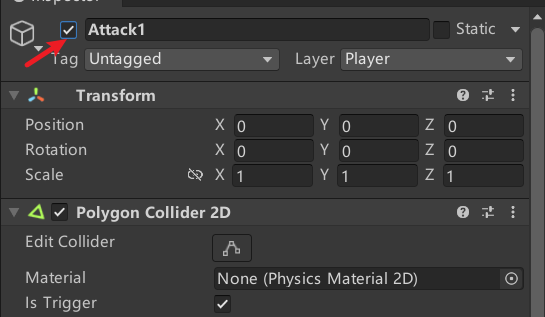 Attack1
Static
Tag Untagged Layer Player
Transform
Position X 0 Y 0 Z 0
Rotation X 0 Y 0 Z 0
Scale X 1 Y 1 Z 1
Polygon Collider 2D
Edit Collider
Material None (Physics Material 2D)
Is Trigger